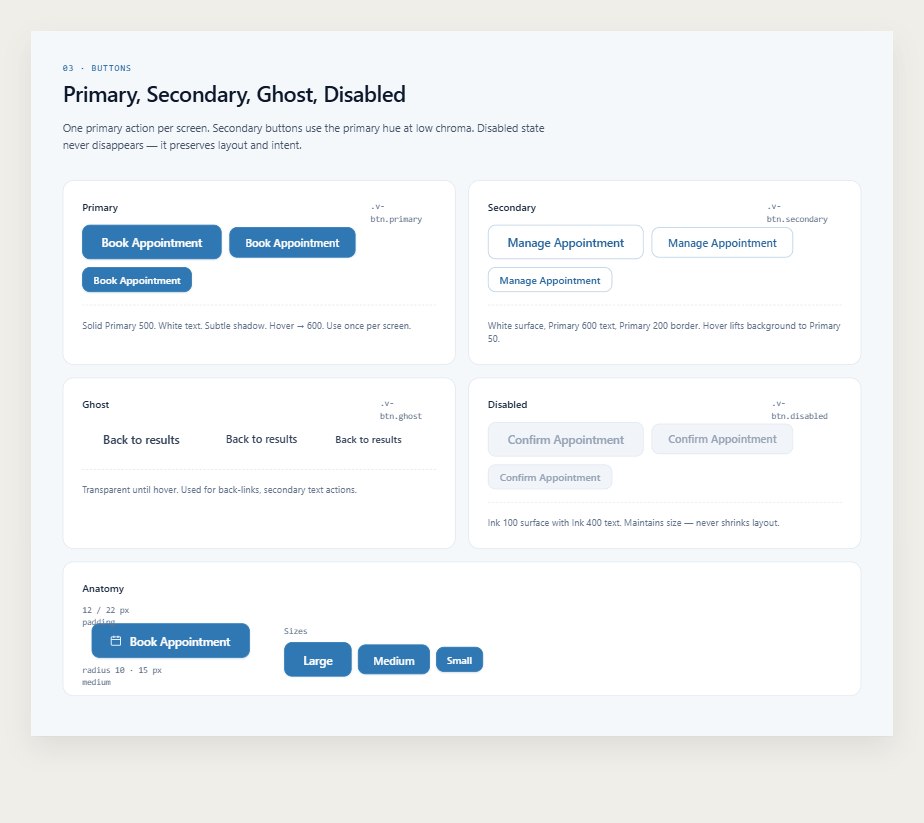 03 · BUTTONS
Primary, Secondary, Ghost, Disabled
One primary action per screen. Secondary buttons use the primary hue at low chroma. Disabled state
never disappears — it preserves layout and intent.
Primary
.v-
btn.primary
Book Appointment
Book Appointment
Book Appointment
Solid Primary 500. White text. Subtle shadow. Hover → 600. Use once per screen.
Secondary
.v-
btn.secondary
Manage Appointment
Manage Appointment
Manage Appointment
White surface, Primary 600 text, Primary 200 border. Hover lifts background to Primary
50.
Ghost
.v-
btn.ghost
Back to results
Back to results
Back to results
Transparent until hover. Used for back-links, secondary text actions.
Disabled
.v-
btn.disabled
Confirm Appointment
Confirm Appointment
Confirm Appointment
Ink 100 surface with Ink 400 text. Maintains size — never shrinks layout.
Anatomy
12 / 22 px
padding
Book Appointment
radius 10 · 15 px
medium
Sizes
Large
Medium
Small